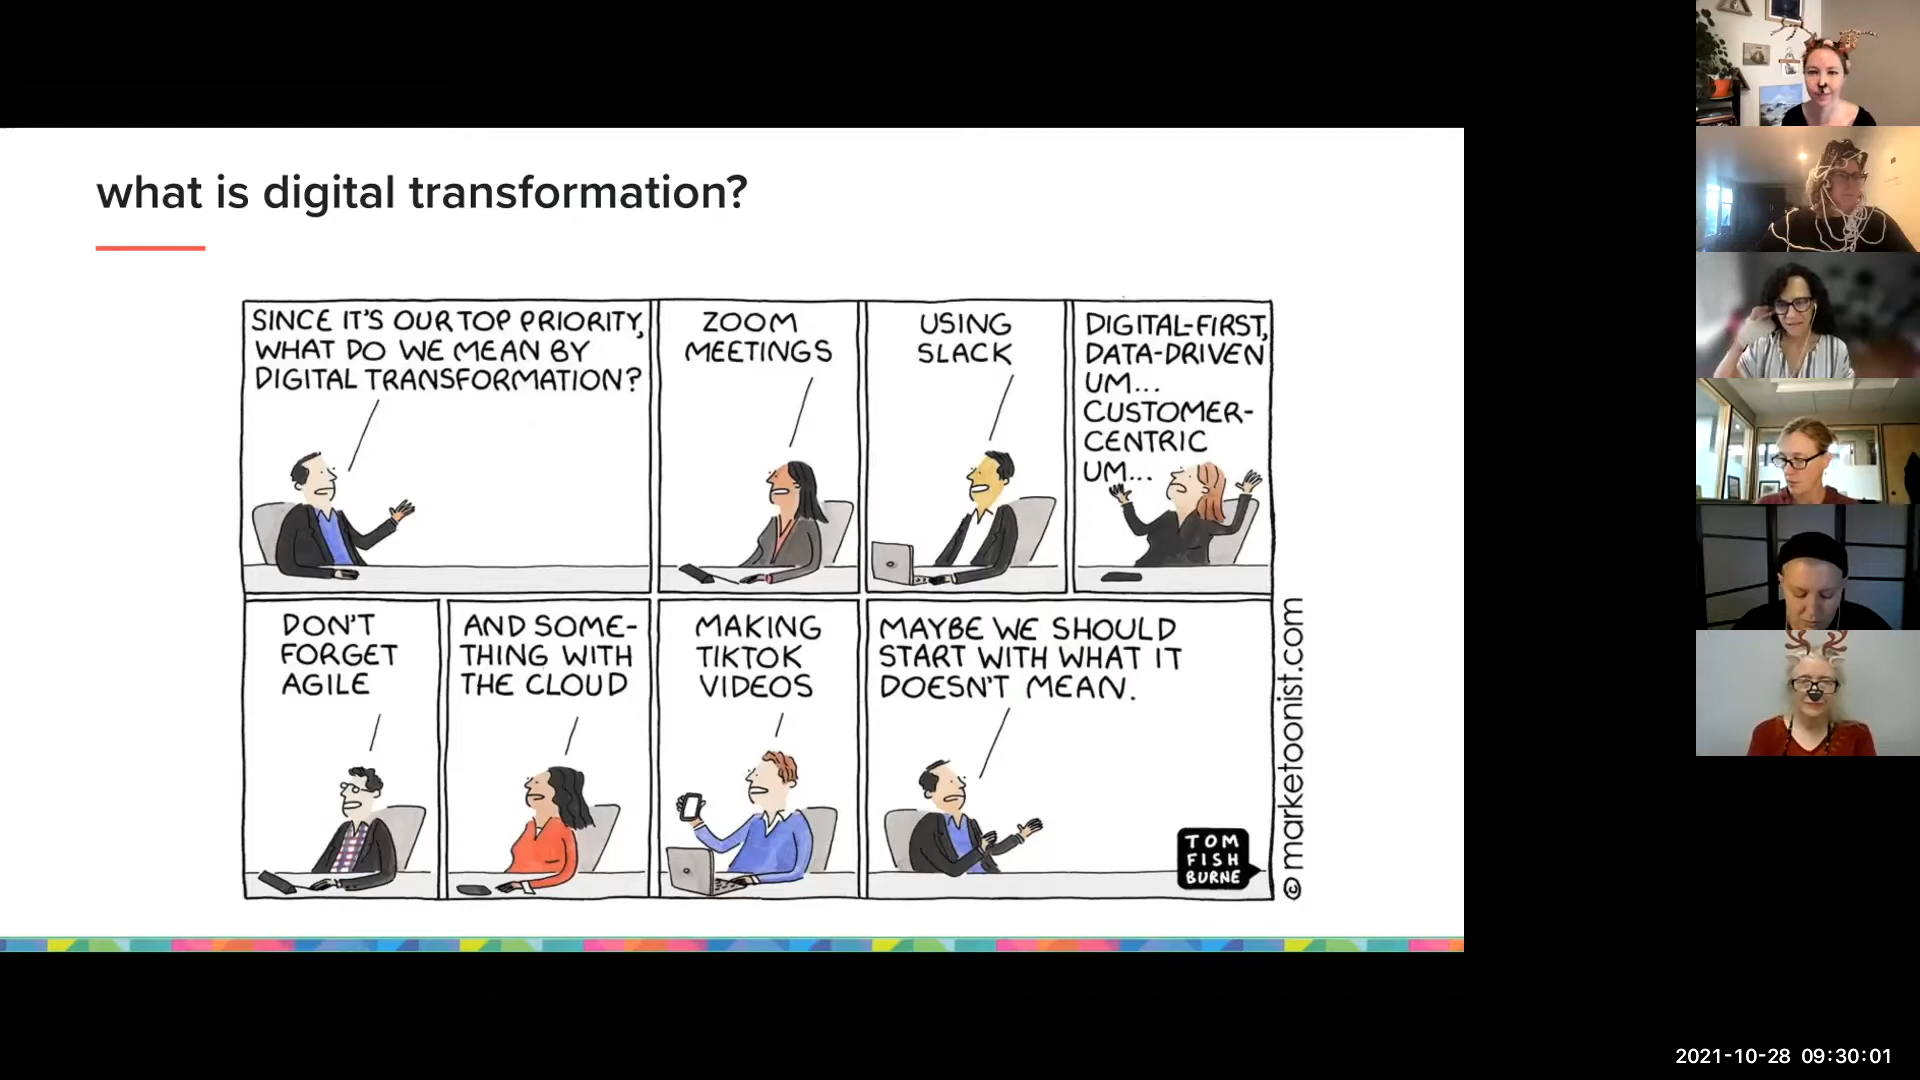 what is digital transformation?
SINCE IT'S OUR TOP PRIORITY,
WHAT DO WE MEAN BY
DIGITAL TRANSFORMATION?
ZOOM
MEETINGS
USING
SLACK
DIGITAL-FIRST,
DATA-DRIVEN
UM...
CUSTOMER-
CENTRIC
UM...
DON'T
FORGET
AGILE
AND SOME-
THING WITH
THE CLOUD
MAKING
TIKTOK
VIDEOS
MAYBE WE SHOULD
START WITH WHAT IT
DOESN'T MEAN.
TOM
FISH
BURNE
© marketoonist.com
2021-10-28 09:30:01